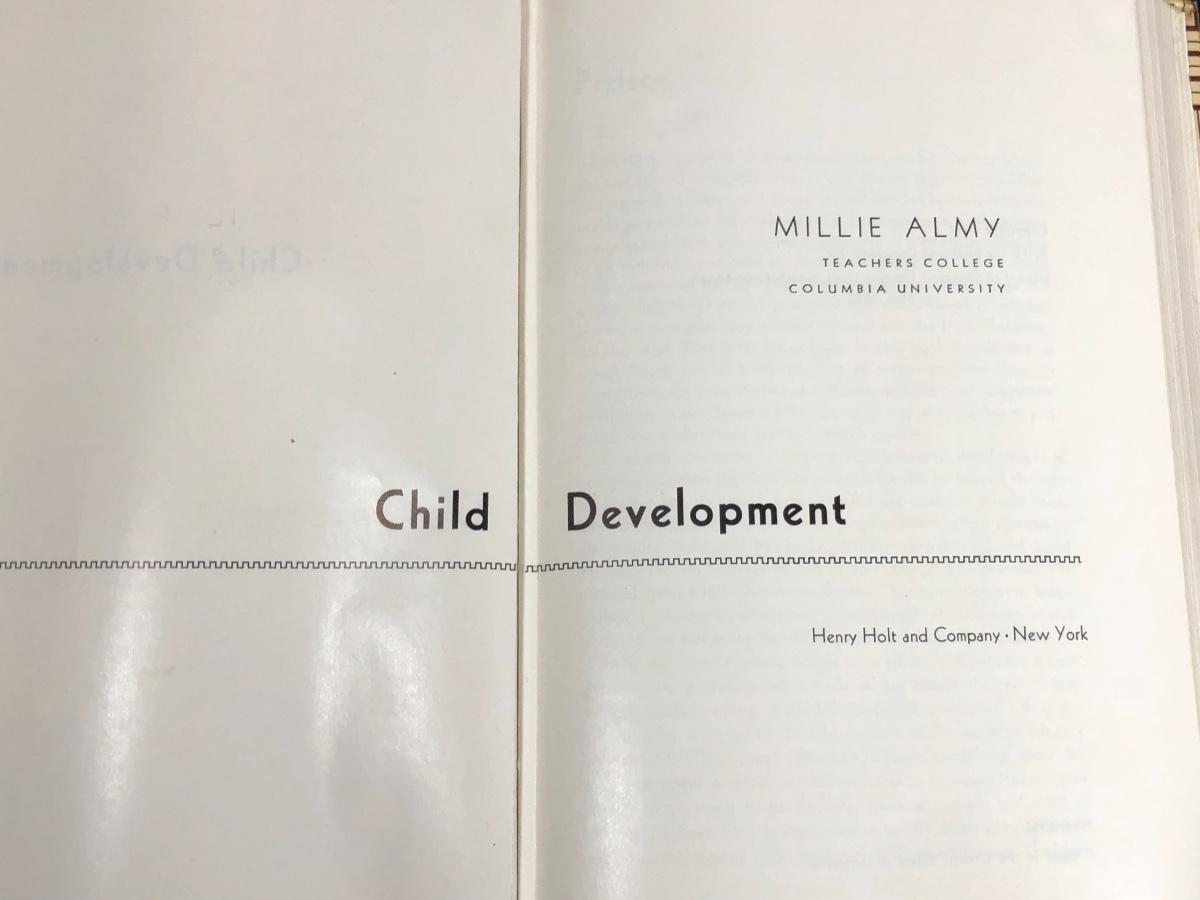 MILLIE ALMY
TEACHERS COLLEGE
COLUMBIA UNIVERSITY
Child Development
Henry Holt and Company · New York